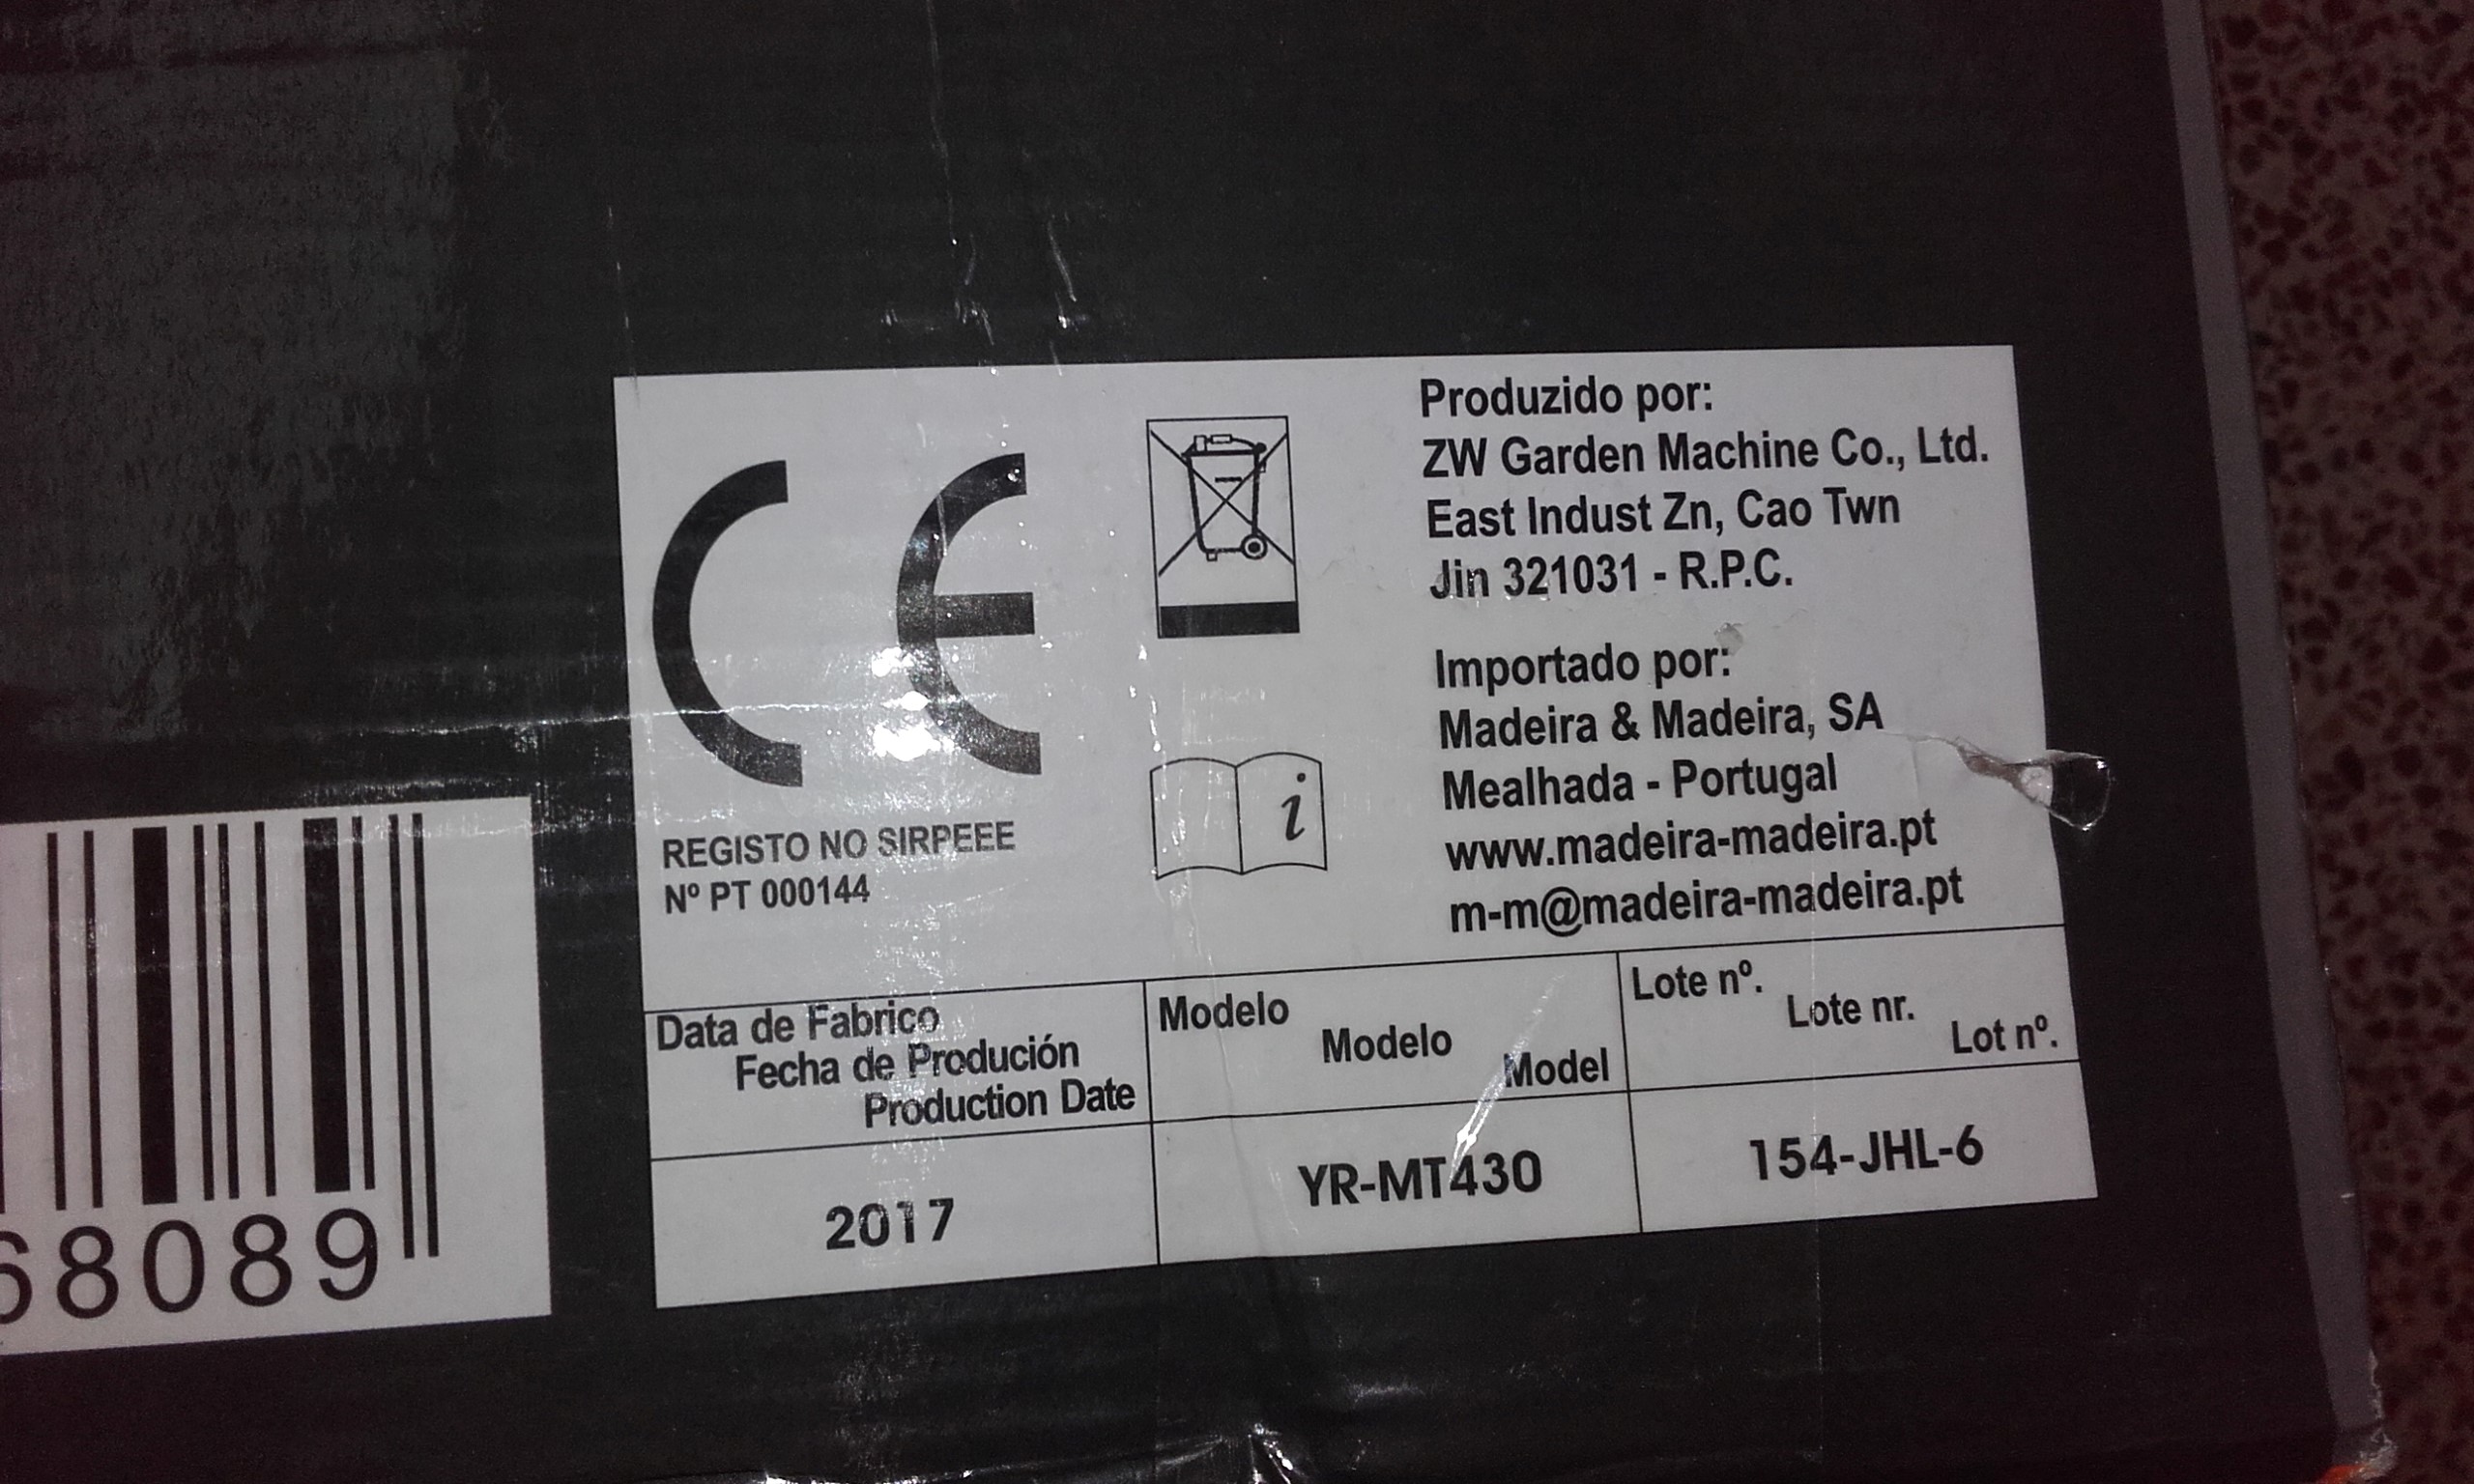 CE
REGISTO NO SIRPEEE
Nº PT 000144
i
Produzido por:
ZW Garden Machine Co., Ltd.
East Indust Zn, Cao Twn
Jin 321031 - R.P.C.
Importado por:
Madeira & Madeira, SA
Mealhada - Portugal
www.madeira-madeira.pt
m-m@madeira-madeira.pt
Data de Fabrico
Fecha de Produción
Production Date
Modelo
Modelo
Model
Lote nº.
Lote nr.
Lot nº.
2017
YR-MT430
154-JHL-6
68089